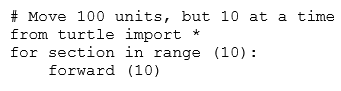 # Move 100 units, but 10 at a time
from turtle import *
for section in range (10):
    forward (10)